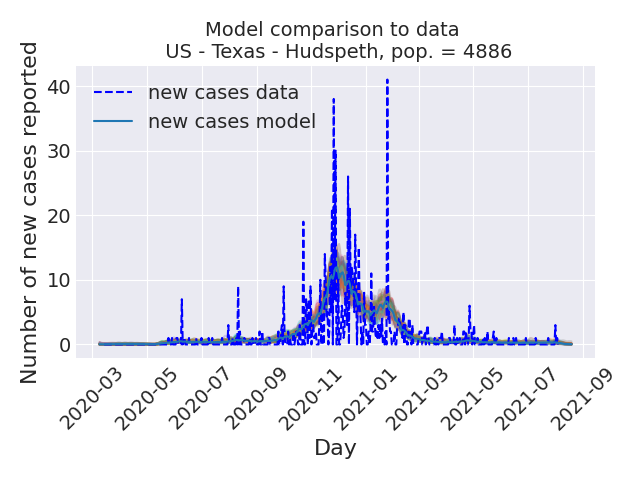 Model comparison to data
US - Texas - Hudspeth, pop. = 4886
new cases data
new cases model
Number of new cases reported
40
30
20
10
0
2020-03
2020-05
2020-07
2020-09
2020-11
2021-01
2021-03
2021-05
2021-07
2021-09
Day